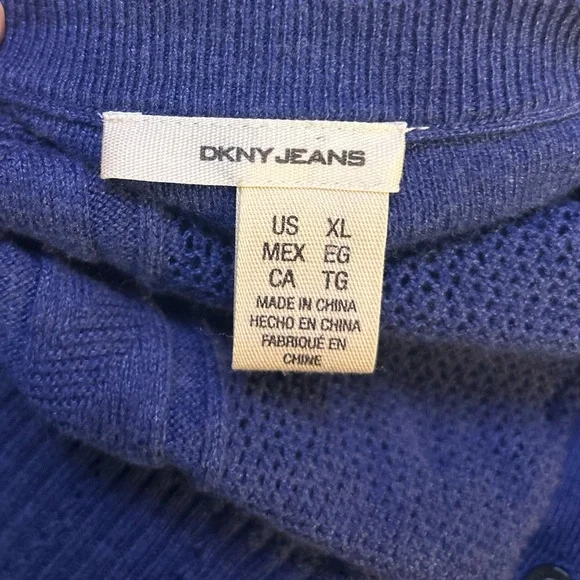 DKNY JEANS
US XL
MEX EG
CA TG
MADE IN CHINA
HECHO EN CHINA
FABRIQUÉ EN
CHINE